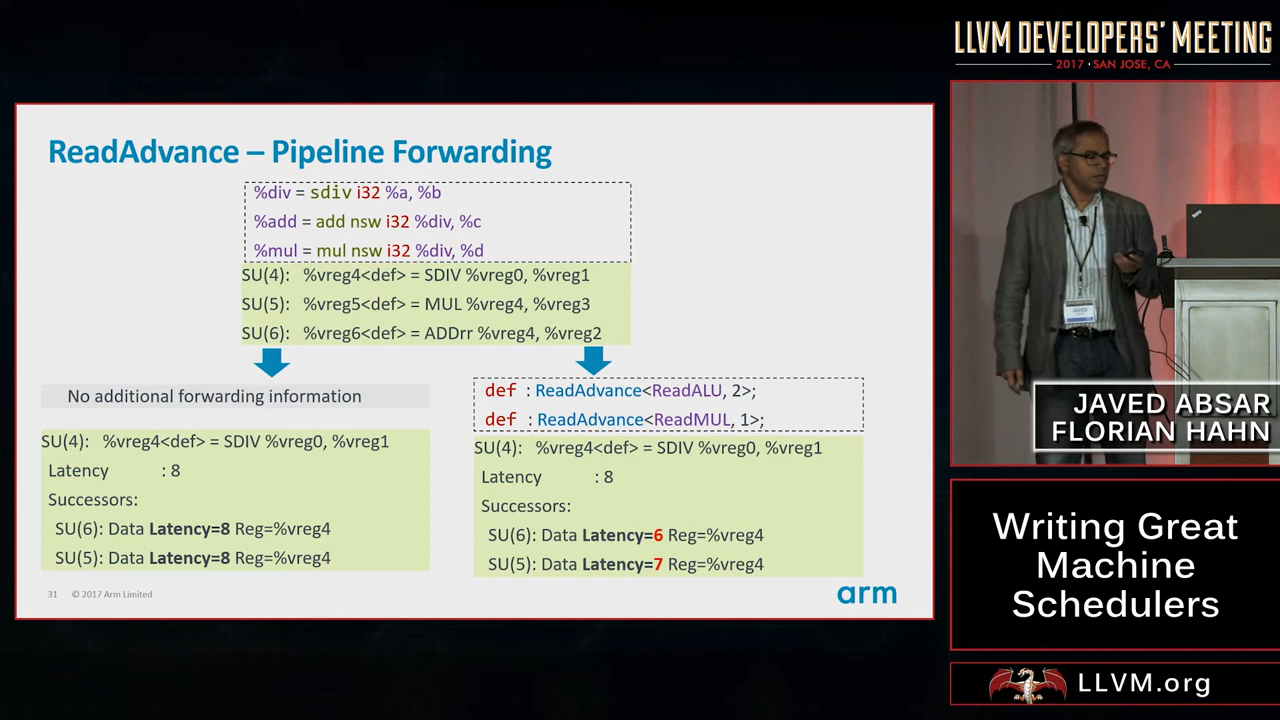 LLVM DEVELOPERS' MEETING
2017 • SAN JOSE, CA
ReadAdvance – Pipeline Forwarding
%div = sdiv i32 %a, %b
%add = add nsw i32 %div, %c
%mul = mul nsw i32 %div, %d
SU(4): %vreg4<def> = SDIV %vreg0, %vreg1
SU(5): %vreg5<def> = MUL %vreg4, %vreg3
SU(6): %vreg6<def> = ADDrr %vreg4, %vreg2
No additional forwarding information
SU(4): %vreg4<def> = SDIV %vreg0, %vreg1
Latency : 8
Successors:
SU(6): Data Latency=8 Reg=%vreg4
SU(5): Data Latency=8 Reg=%vreg4
def : ReadAdvance<ReadALU, 2>;
def : ReadAdvance<ReadMUL, 1>;
SU(4): %vreg4<def> = SDIV %vreg0, %vreg1
Latency : 8
Successors:
SU(6): Data Latency=6 Reg=%vreg4
SU(5): Data Latency=7 Reg=%vreg4
31 © 2017 Arm Limited
arm
JAVED ABSAR
FLORIAN HAHN
Writing Great
Machine
Schedulers
LLVM.org